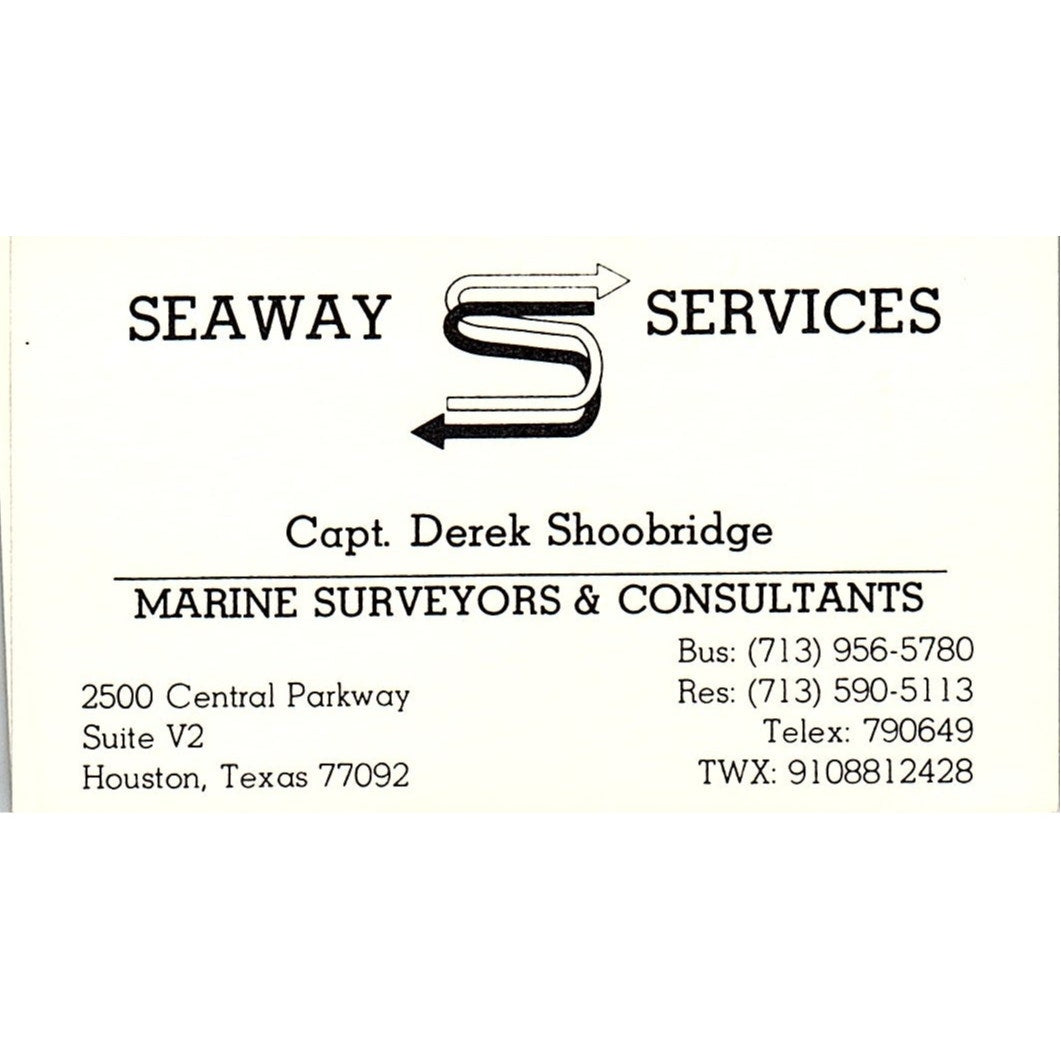 SEAWAY SERVICES
Capt. Derek Shoobridge
MARINE SURVEYORS & CONSULTANTS
2500 Central Parkway
Suite V2
Houston, Texas 77092
Bus: (713) 956-5780
Res: (713) 590-5113
Telex: 790649
TWX: 9108812428